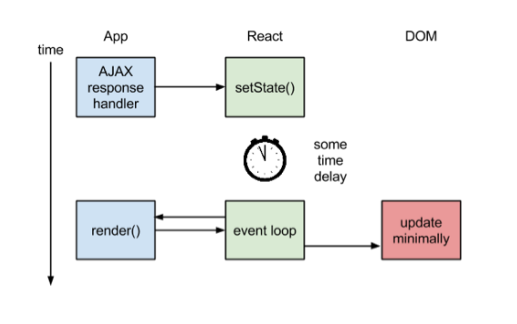 App
React
DOM
time
AJAX
response
handler
setState()
some
time
delay
render()
event loop
update
minimally